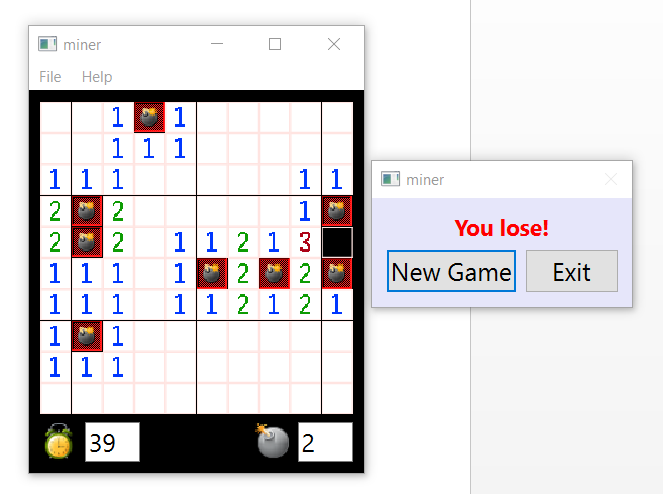 miner
File Help
1 1
1 1 1
1 1 1 1 1
2 2 1
2 2 1 1 2 1 3
1 1 1 1 2 2
1 1 1 1 1 2 1 2 1
1 1
1 1 1
39 2
miner
You lose!
New Game Exit